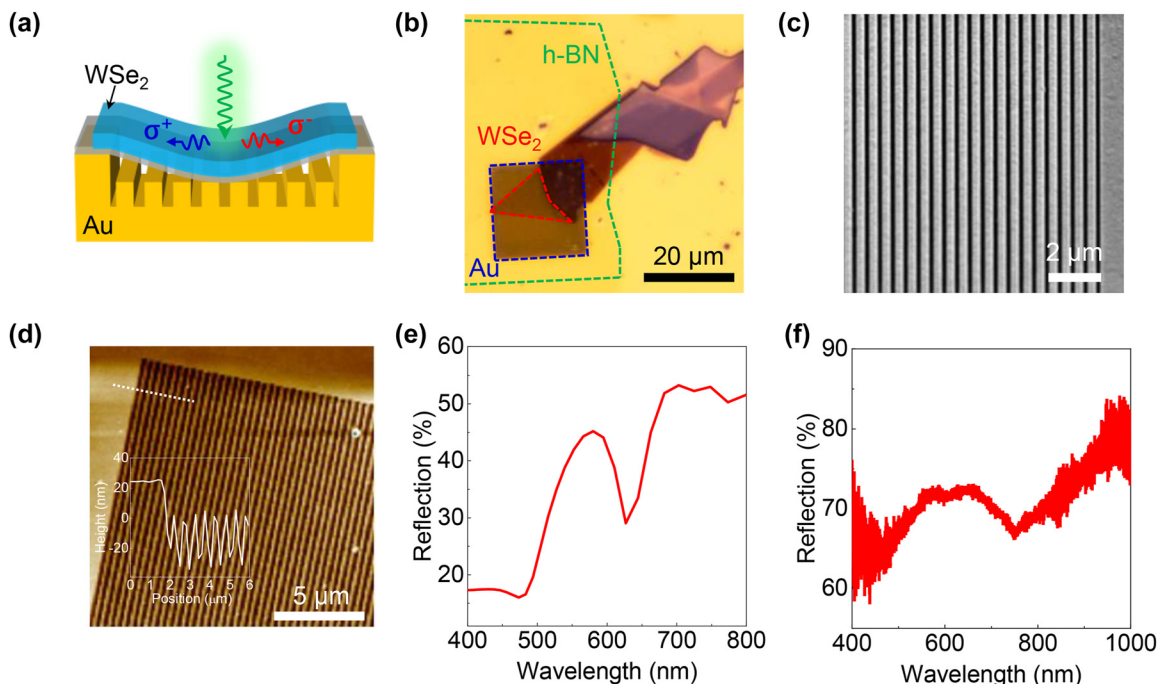 (a)
WSe2
σ+
σ-
Au
(b)
h-BN
WSe2
Au
20 μm
(c)
2 μm
(d)
40
20
0
-20
Height (nm)
0 1 2 3 4 5 6
Position (μm)
5 μm
(e)
60
50
40
30
20
Reflection (%)
400 500 600 700 800
Wavelength (nm)
(f)
90
80
70
60
Reflection (%)
400 600 800 1000
Wavelength (nm)